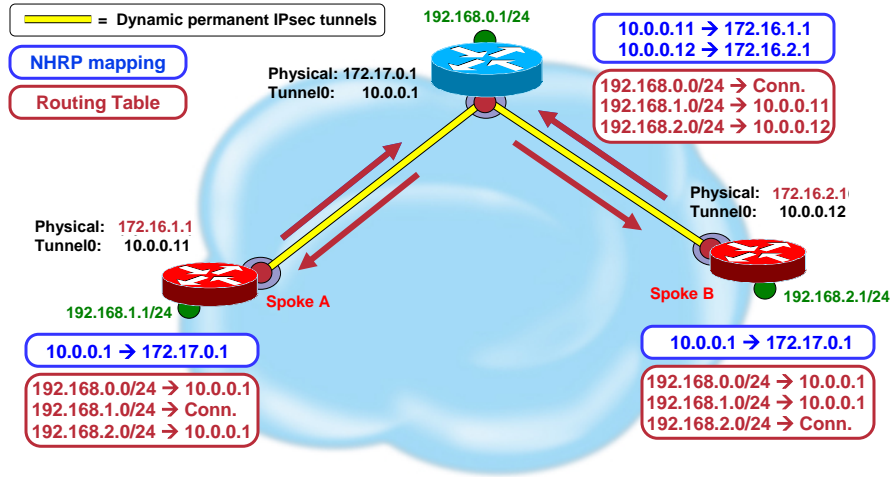 = Dynamic permanent IPsec tunnels
NHRP mapping
Routing Table
192.168.0.1/24
Physical: 172.17.0.1
Tunnel0: 10.0.0.1
10.0.0.11 → 172.16.1.1
10.0.0.12 → 172.16.2.1
192.168.0.0/24 → Conn.
192.168.1.0/24 → 10.0.0.11
192.168.2.0/24 → 10.0.0.12
Physical: 172.16.1.1
Tunnel0: 10.0.0.11
Spoke A
192.168.1.1/24
10.0.0.1 → 172.17.0.1
192.168.0.0/24 → 10.0.0.1
192.168.1.0/24 → Conn.
192.168.2.0/24 → 10.0.0.1
Physical: 172.16.2.1
Tunnel0: 10.0.0.12
Spoke B
192.168.2.1/24
10.0.0.1 → 172.17.0.1
192.168.0.0/24 → 10.0.0.1
192.168.1.0/24 → 10.0.0.1
192.168.2.0/24 → Conn.